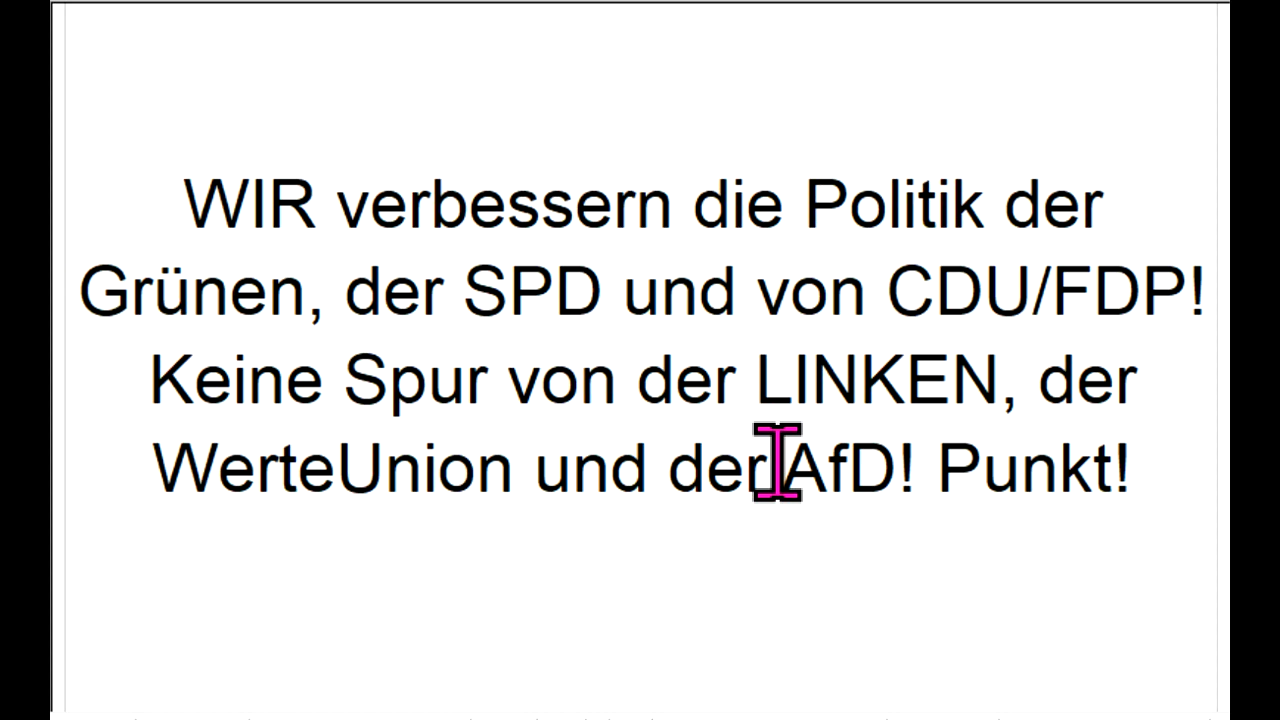 WIR verbessern die Politik der
Grünen, der SPD und von CDU/FDP!
Keine Spur von der LINKEN, der
WerteUnion und der AfD! Punkt!